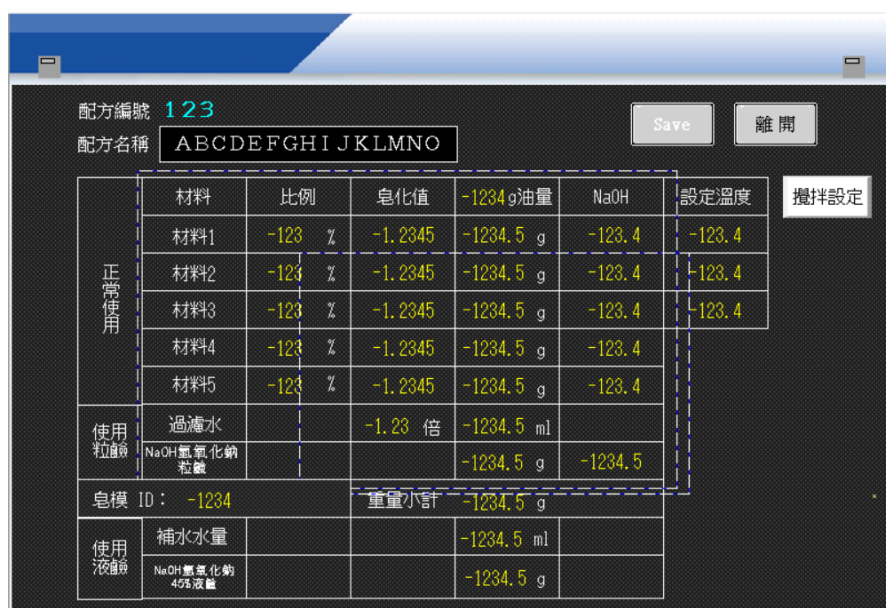 配方編號 123
配方名稱 ABCDEFGHIJKLMNO
Save 離開
材料 比例 皂化值 -1234g油量 NaOH 設定溫度 攪拌設定
正常使用
材料1 -123 % -1.2345 -1234.5 g -123.4 -123.4
材料2 -123 % -1.2345 -1234.5 g -123.4 -123.4
材料3 -123 % -1.2345 -1234.5 g -123.4 -123.4
材料4 -123 % -1.2345 -1234.5 g -123.4
材料5 -123 % -1.2345 -1234.5 g -123.4
使用粒鹼
過濾水 -1.23 倍 -1234.5 ml
NaOH氫氧化鈉 粒鹼 -1234.5 g -1234.5
皂模 ID: -1234 重量小計 -1234.5 g
使用液鹼
補水水量 -1234.5 ml
NaOH氫氧化鈉 45%液鹼 -1234.5 g